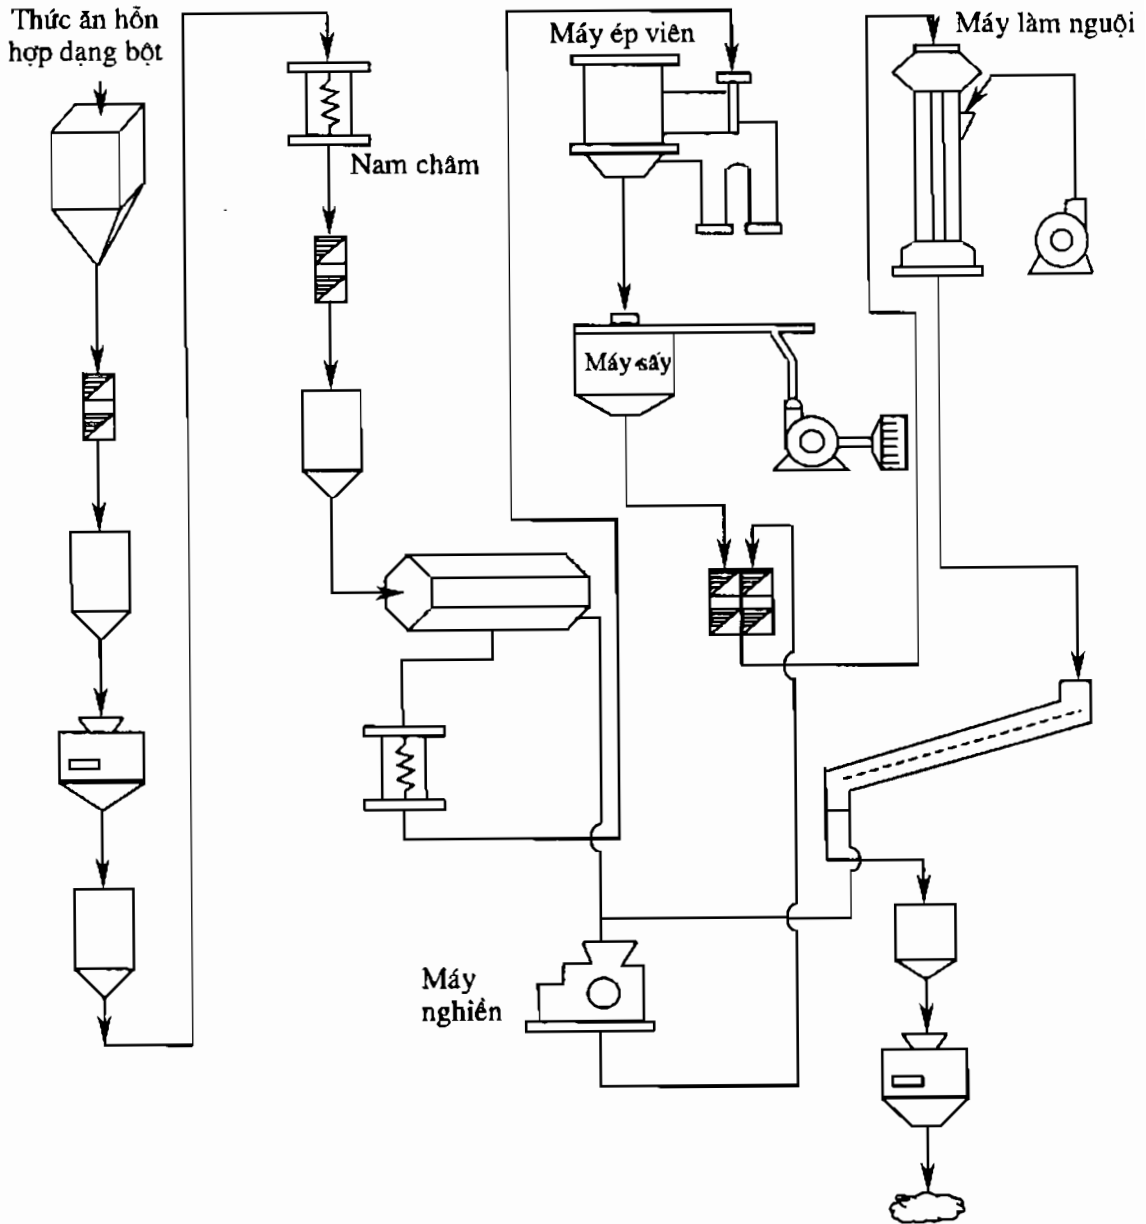 Thức ăn hỗn
hợp dạng bột
Nam châm
Máy ép viên
Máy sấy
Máy làm nguội
Máy
nghiền